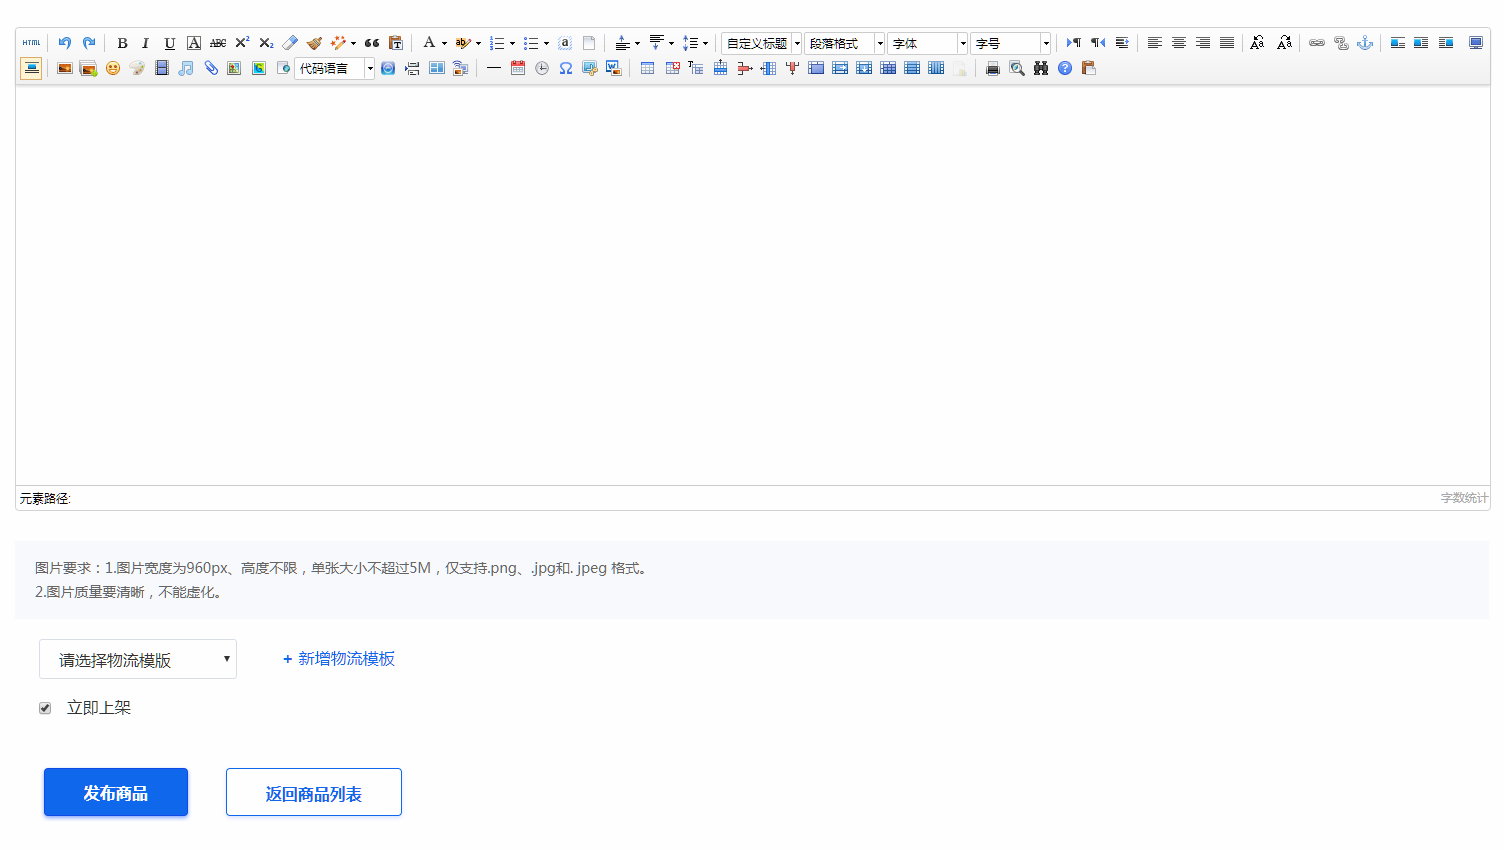 HTML B I U A ABC X² X₂ A ab a 自定义标题 段落格式 字体 字号
代码语言
元素路径: 字数统计
图片要求：1.图片宽度为960px、高度不限，单张大小不超过5M，仅支持.png、.jpg和. jpeg 格式。
2.图片质量要清晰，不能虚化。
请选择物流模版 + 新增物流模板
立即上架
发布商品 返回商品列表